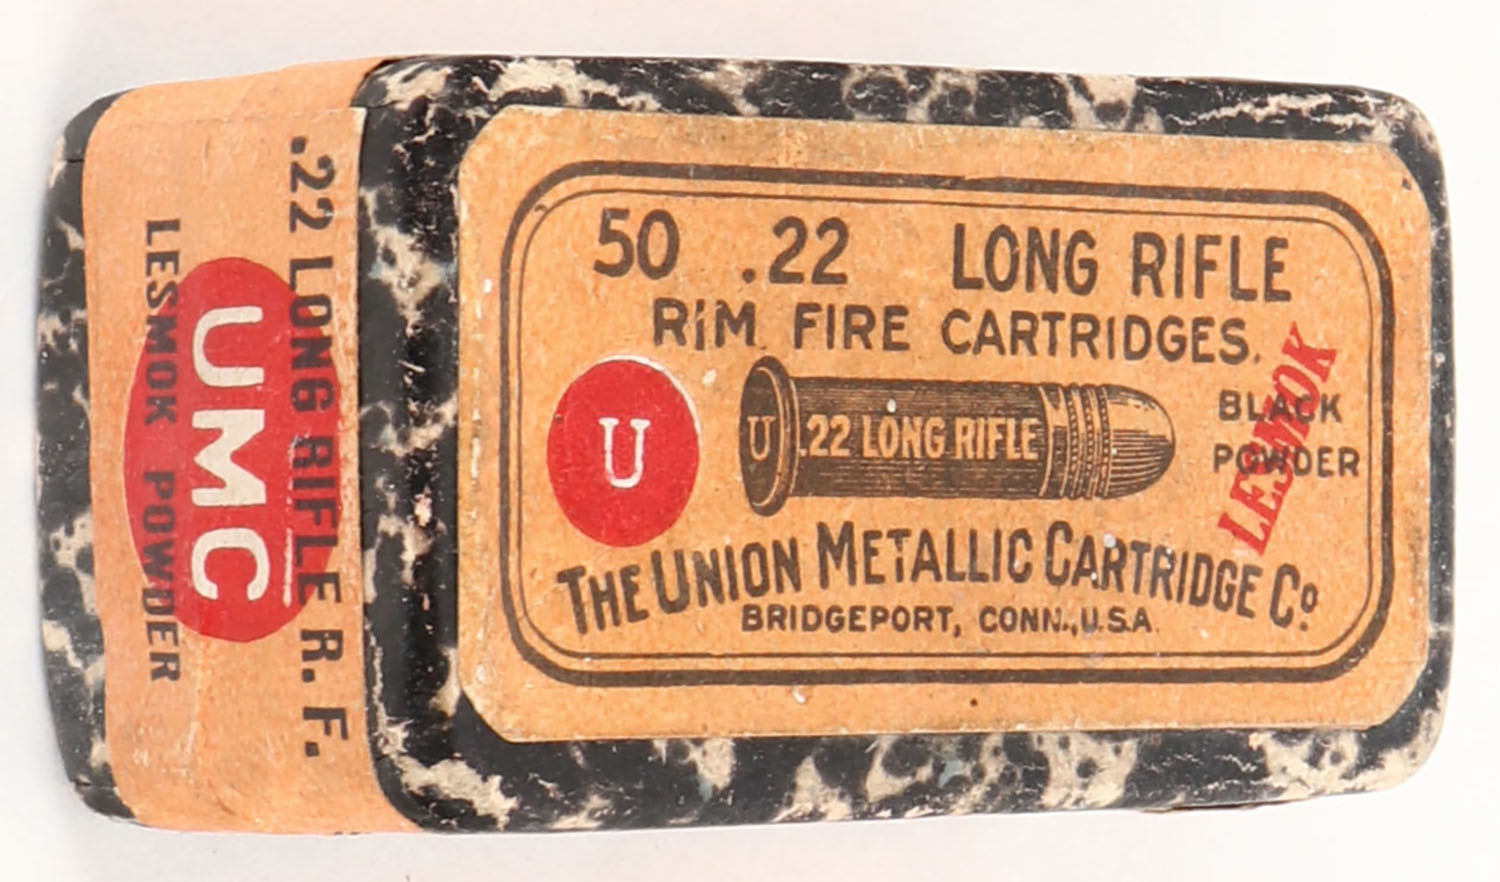 50 .22 LONG RIFLE
RIM FIRE CARTRIDGES.
U
U .22 LONG RIFLE
BLACK
POWDER
LESMOK
THE UNION METALLIC CARTRIDGE Co.
BRIDGEPORT, CONN., U.S.A.
.22 LONG RIFLE R. F.
UMC
LESMOK POWDER